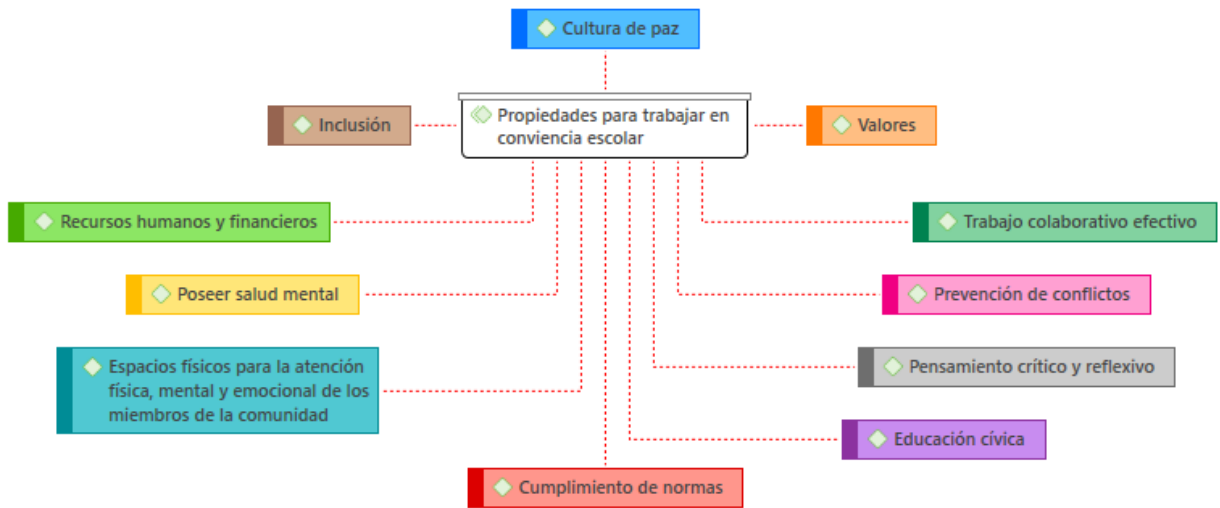 Cultura de paz
Inclusión
Propiedades para trabajar en
conviencia escolar
Valores
Recursos humanos y financieros
Trabajo colaborativo efectivo
Poseer salud mental
Prevención de conflictos
Espacios físicos para la atención
física, mental y emocional de los
miembros de la comunidad
Pensamiento crítico y reflexivo
Educación cívica
Cumplimiento de normas